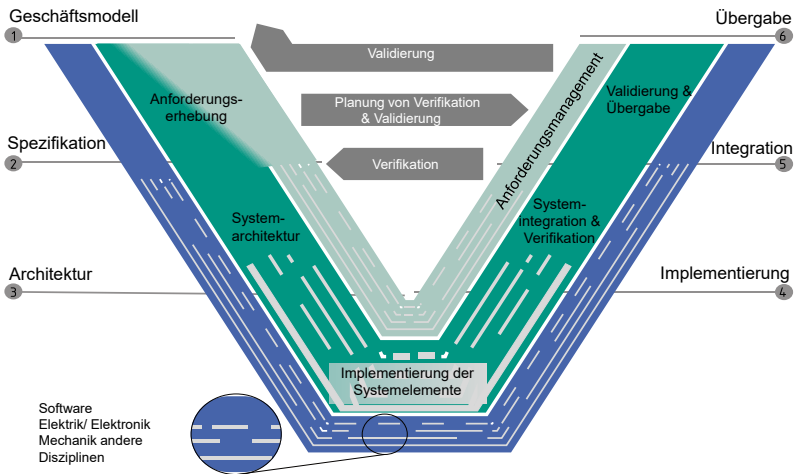 Geschäftsmodell
1
Übergabe
6
Validierung
Anforderungs-
erhebung
Planung von Verifikation
& Validierung
Anforderungsmanagement
Validierung &
Übergabe
Spezifikation
2
Verifikation
Integration
5
System-
architektur
System-
integration &
Verifikation
Architektur
3
Implementierung
4
Implementierung der
Systemelemente
Software
Elektrik/ Elektronik
Mechanik andere
Disziplinen